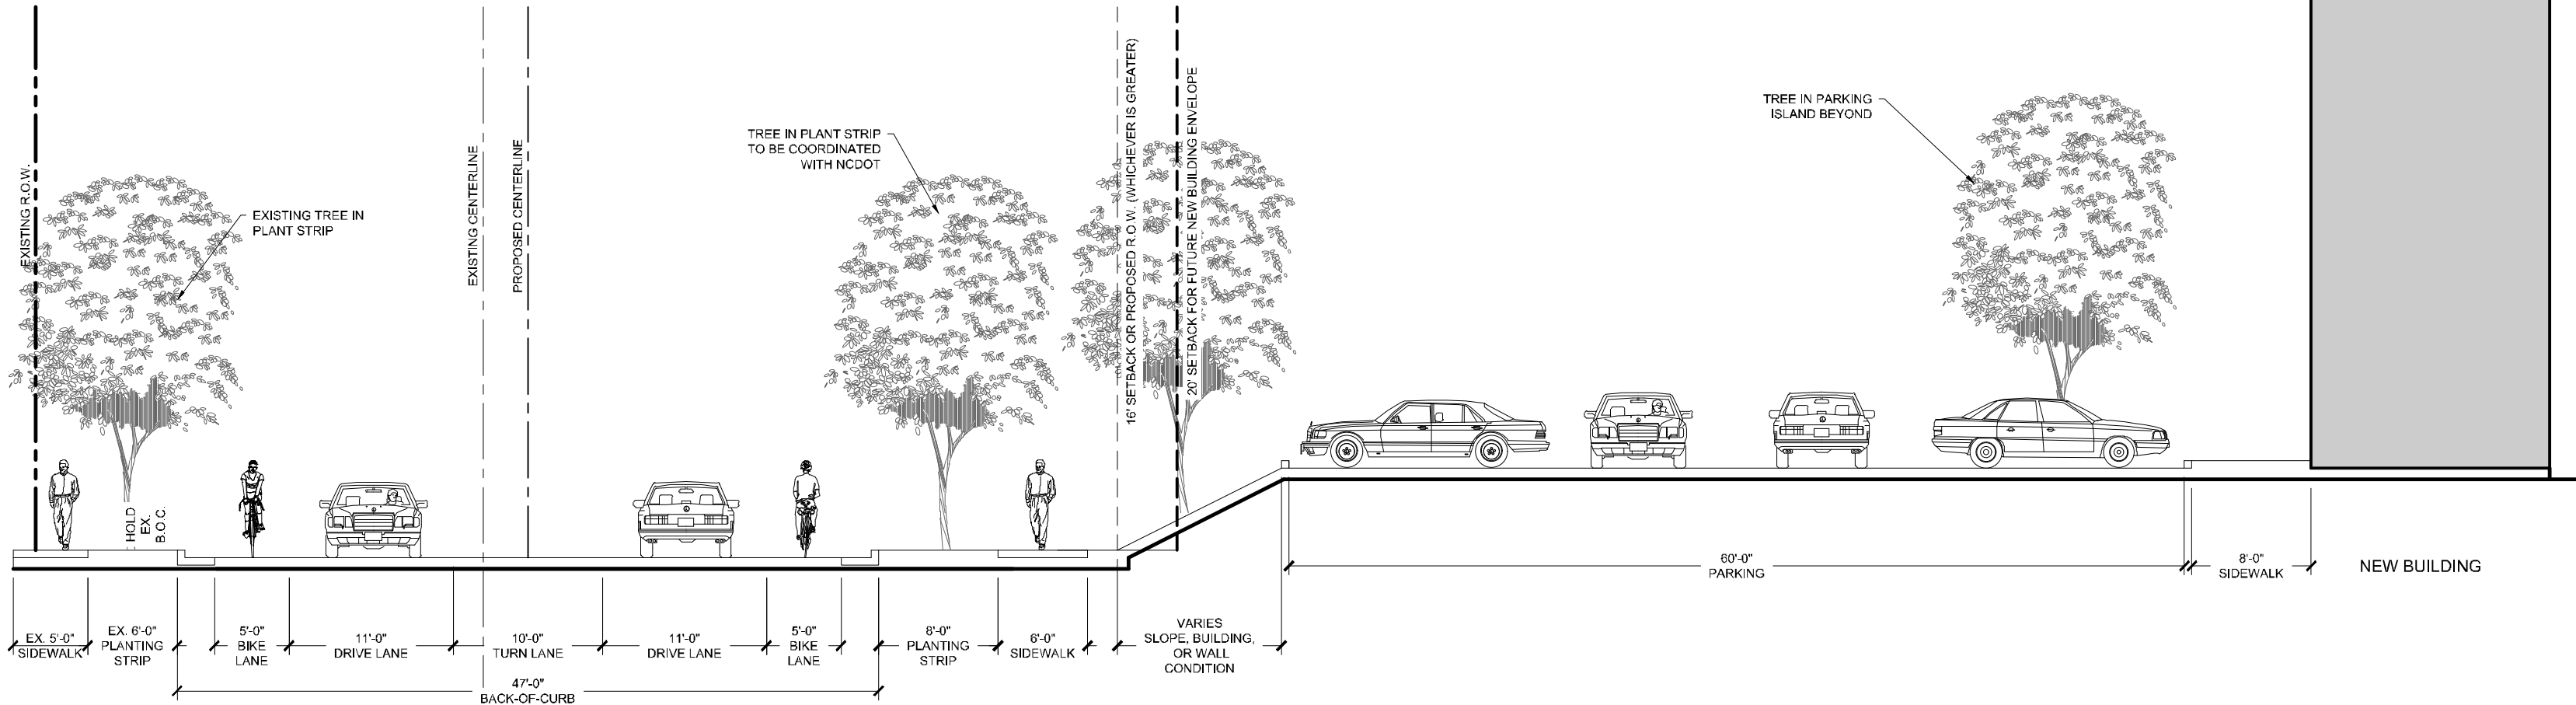 EXISTING R.O.W.
EXISTING TREE IN
PLANT STRIP
EXISTING CENTERLINE
PROPOSED CENTERLINE
TREE IN PLANT STRIP
TO BE COORDINATED
WITH NCDOT
16' SETBACK OR PROPOSED R.O.W. (WHICHEVER IS GREATER)
20' SETBACK FOR FUTURE NEW BUILDING ENVELOPE
TREE IN PARKING
ISLAND BEYOND
HOLD
EX.
B.O.C.
EX. 5'-0"
SIDEWALK
EX. 6'-0"
PLANTING
STRIP
5'-0"
BIKE
LANE
11'-0"
DRIVE LANE
10'-0"
TURN LANE
11'-0"
DRIVE LANE
5'-0"
BIKE
LANE
8'-0"
PLANTING
STRIP
6'-0"
SIDEWALK
VARIES
SLOPE, BUILDING,
OR WALL
CONDITION
60'-0"
PARKING
8'-0"
SIDEWALK
NEW BUILDING
47'-0"
BACK-OF-CURB